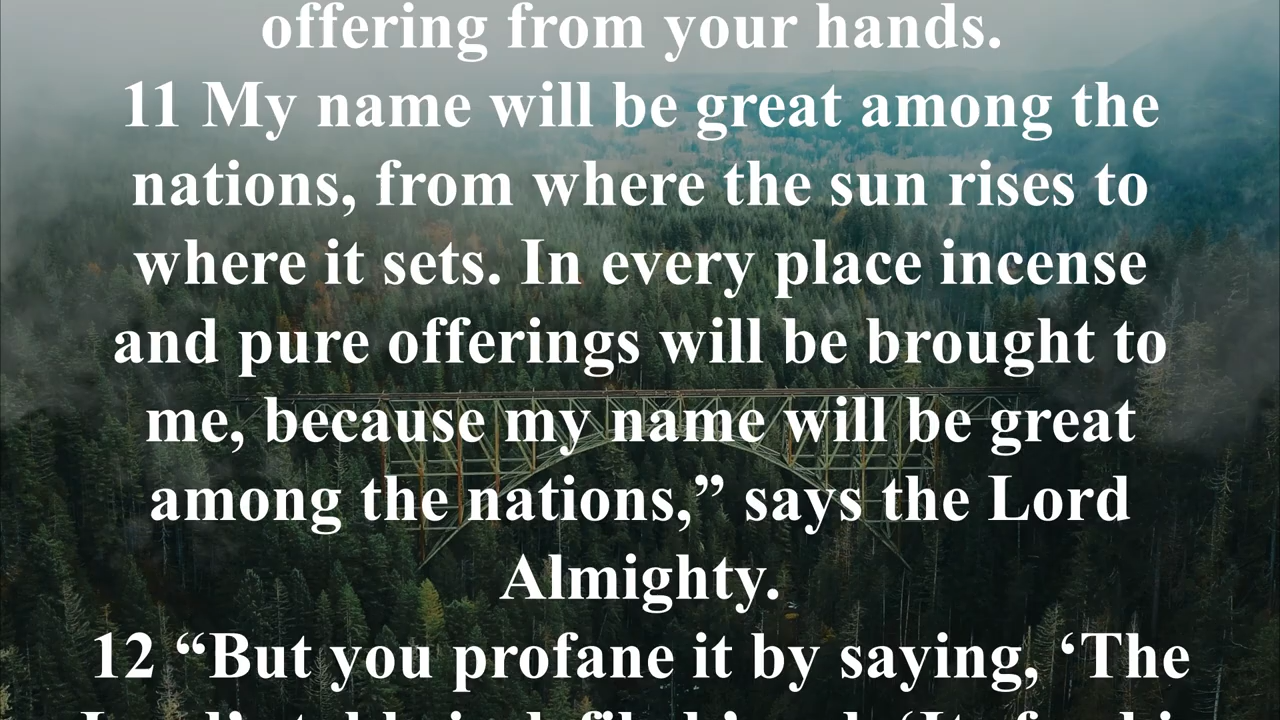 offering from your hands.
11 My name will be great among the
nations, from where the sun rises to
where it sets. In every place incense
and pure offerings will be brought to
me, because my name will be great
among the nations,” says the Lord
Almighty.
12 “But you profane it by saying, ‘The